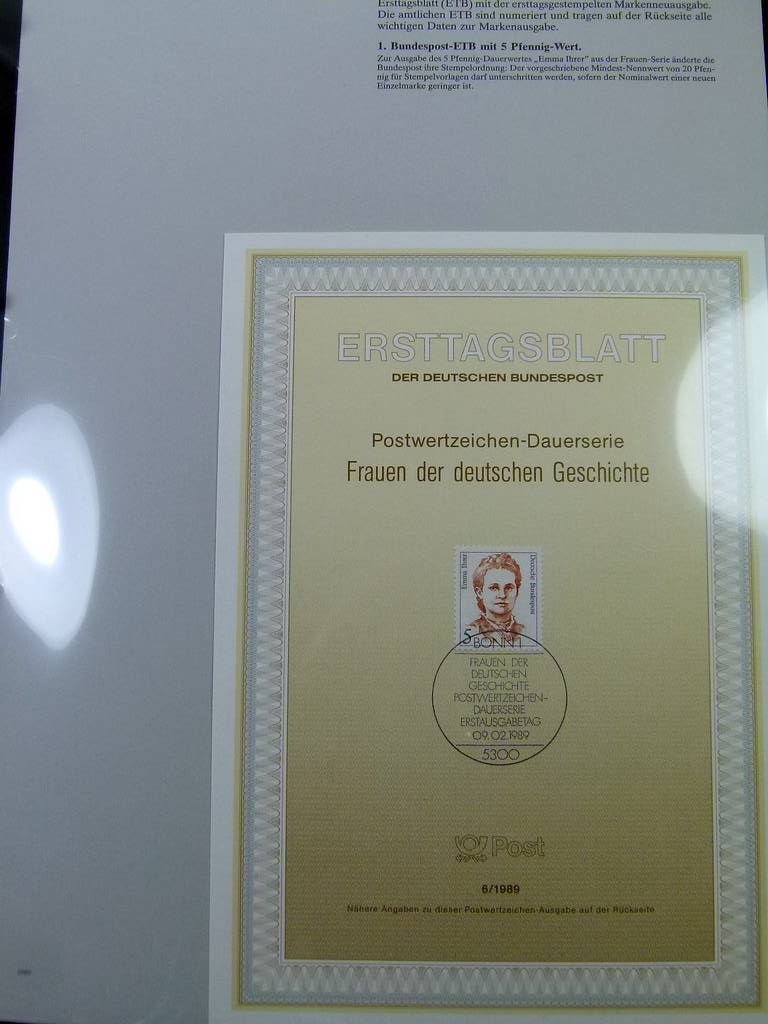 Ersttagsblatt (ETB) mit der ersttagsgestempelten Markenneuausgabe.
Die amtlichen ETB sind numeriert und tragen auf der Rückseite alle
wichtigen Daten zur Markenausgabe.
1. Bundespost-ETB mit 5 Pfennig-Wert.
Zur Ausgabe des 5 Pfennig-Dauerwertes „Emma Ihrer" aus der Frauen-Serie änderte die
Bundespost ihre Stempelordnung: Der vorgeschriebene Mindest-Nennwert von 20 Pfen-
nig für Stempelvorlagen darf unterschritten werden, sofern der Nominalwert einer neuen
Einzelmarke geringer ist.
ERSTTAGSBLATT
DER DEUTSCHEN BUNDESPOST
Postwertzeichen-Dauerserie
Frauen der deutschen Geschichte
Emma Ihrer
Deutsche Bundespost
5
BONN 1
FRAUEN DER
DEUTSCHEN
GESCHICHTE
POSTWERTZEICHEN-
DAUERSERIE
ERSTAUSGABETAG
09.02.1989
5300
Post
6/1989
Nähere Angaben zu dieser Postwertzeichen-Ausgabe auf der Rückseite